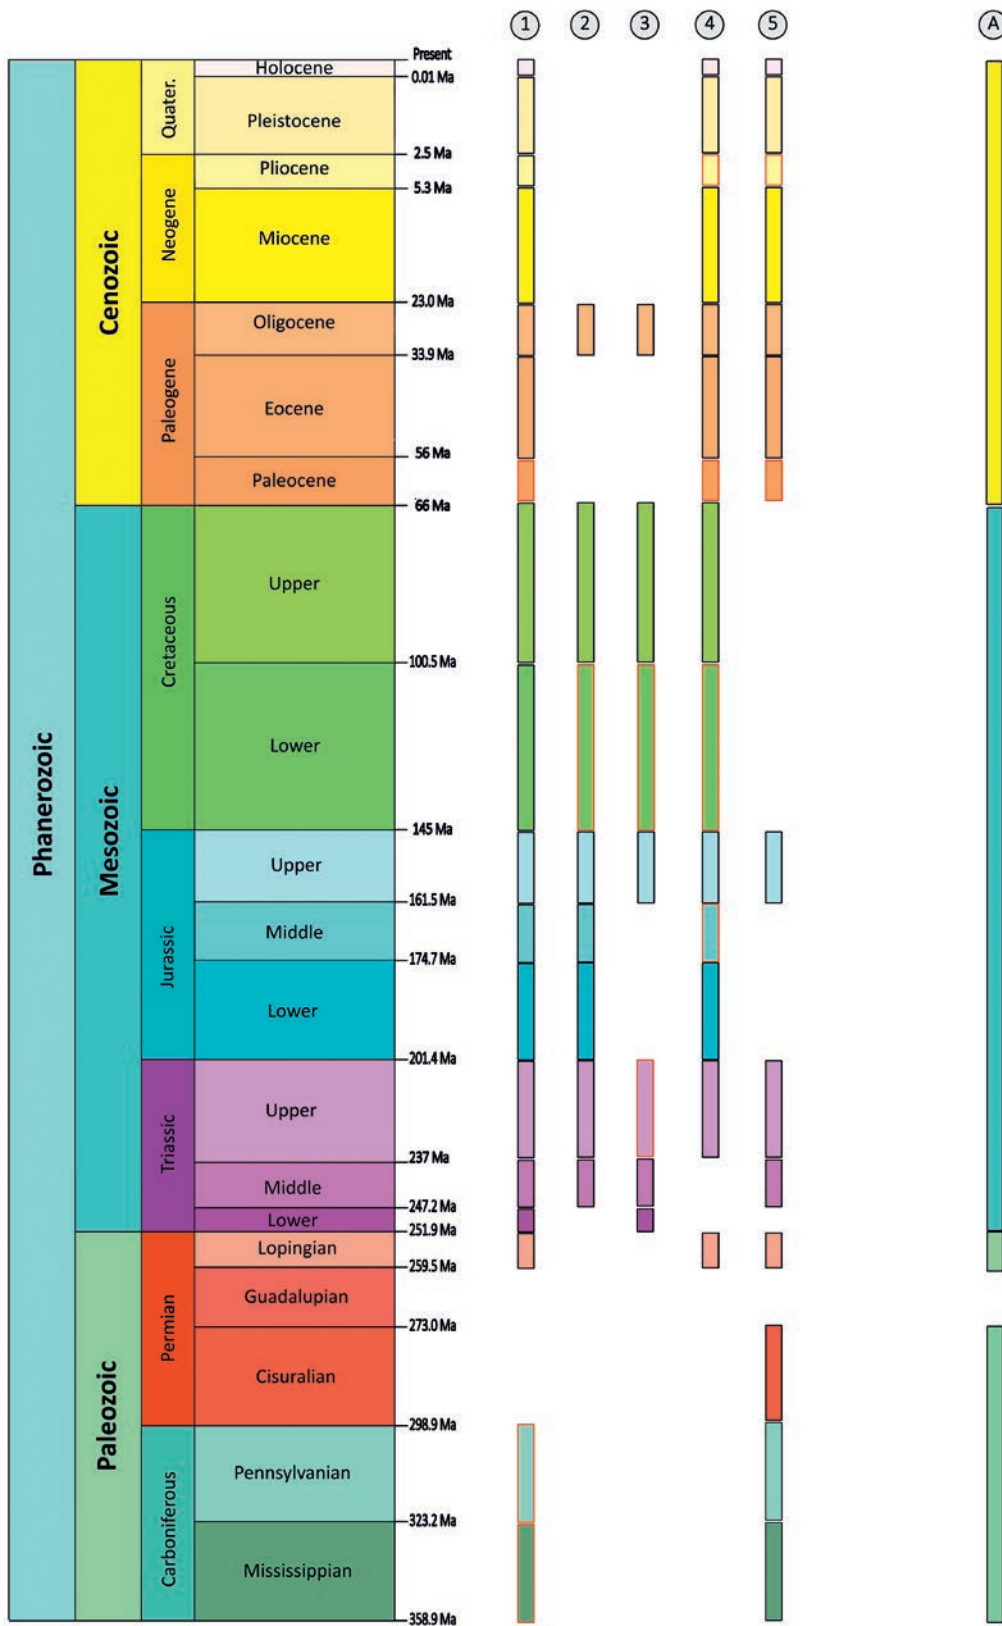 1 2 3 4 5 A
Present
Holocene
0.01 Ma
Quater.
Pleistocene
2.5 Ma
Pliocene
5.3 Ma
Neogene
Miocene
Cenozoic
23.0 Ma
Oligocene
33.9 Ma
Paleogene
Eocene
56 Ma
Paleocene
66 Ma
Upper
Cretaceous
100.5 Ma
Lower
Phanerozoic
Mesozoic
145 Ma
Upper
161.5 Ma
Middle
Jurassic
174.7 Ma
Lower
201.4 Ma
Upper
Triassic
237 Ma
Middle
247.2 Ma
Lower
251.9 Ma
Lopingian
259.5 Ma
Guadalupian
Permian
273.0 Ma
Cisuralian
Paleozoic
298.9 Ma
Pennsylvanian
Carboniferous
323.2 Ma
Mississippian
358.9 Ma